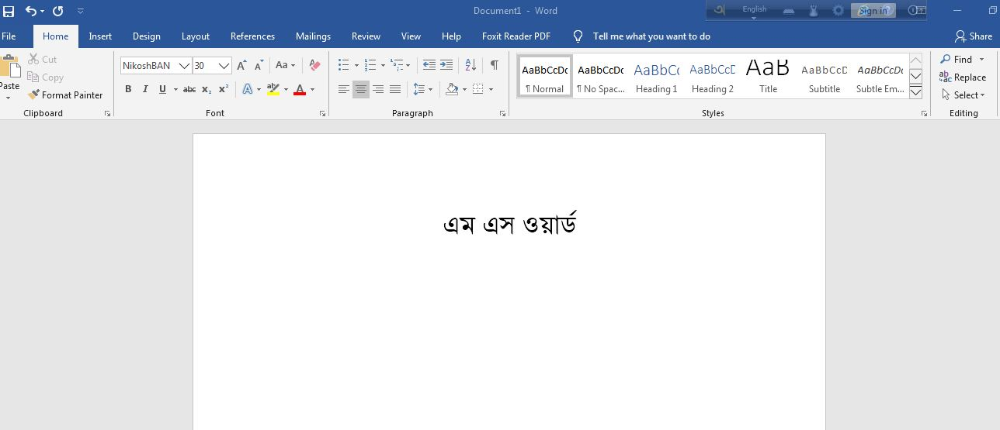 Document1 - Word
English
Sign in
File Home Insert Design Layout References Mailings Review View Help Foxit Reader PDF Tell me what you want to do Share
Cut
Copy
Format Painter
Paste
Clipboard
NikoshBAN 30 Aa
B I U abc x₂ x² A ab A
Font
Paragraph
AaBbCcDc AaBbCcDc AaBbCc AaBbCcD AaB AaBbCcD AaBbCcDc
¶ Normal ¶ No Spac... Heading 1 Heading 2 Title Subtitle Subtle Em...
Styles
Find
Replace
Select
Editing
এম এস ওয়ার্ড